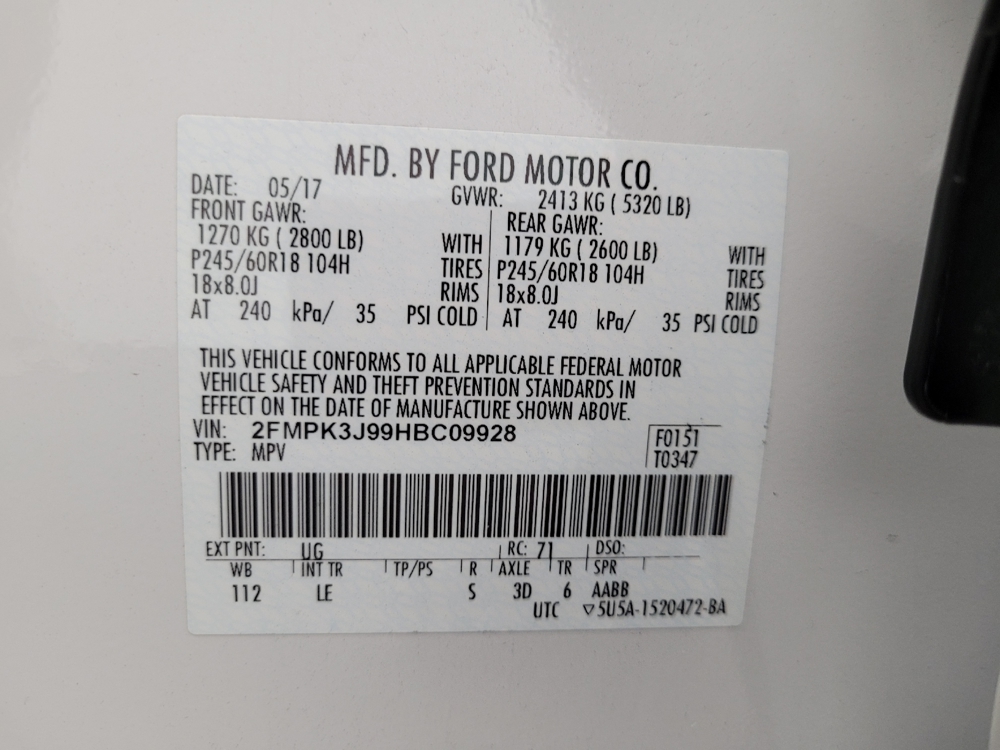 MFD. BY FORD MOTOR CO.
DATE: 05/17 GVWR: 2413 KG ( 5320 LB)
FRONT GAWR: REAR GAWR:
1270 KG ( 2800 LB) WITH 1179 KG ( 2600 LB) WITH
P245/60R18 104H TIRES P245/60R18 104H TIRES
18x8.0J RIMS 18x8.0J RIMS
AT 240 kPa/ 35 PSI COLD AT 240 kPa/ 35 PSI COLD
THIS VEHICLE CONFORMS TO ALL APPLICABLE FEDERAL MOTOR
VEHICLE SAFETY AND THEFT PREVENTION STANDARDS IN
EFFECT ON THE DATE OF MANUFACTURE SHOWN ABOVE.
VIN: 2FMPK3J99HBC09928 F0151
TYPE: MPV T0347
EXT PNT: UG RC: 71 DSO:
WB INT TR TP/PS R AXLE TR SPR
112 LE S 3D 6 AABB
UTC ▽5U5A-1520472-BA